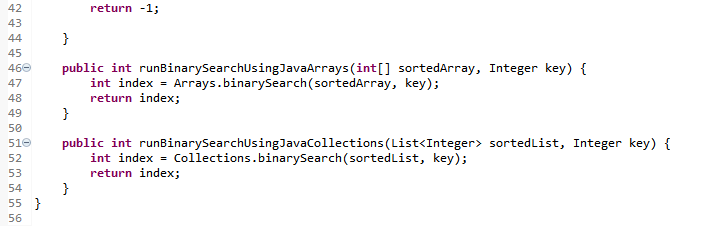 42         return -1;
43
44     }
45
46     public int runBinarySearchUsingJavaArrays(int[] sortedArray, Integer key) {
47         int index = Arrays.binarySearch(sortedArray, key);
48         return index;
49     }
50
51     public int runBinarySearchUsingJavaCollections(List<Integer> sortedList, Integer key) {
52         int index = Collections.binarySearch(sortedList, key);
53         return index;
54     }
55 }
56